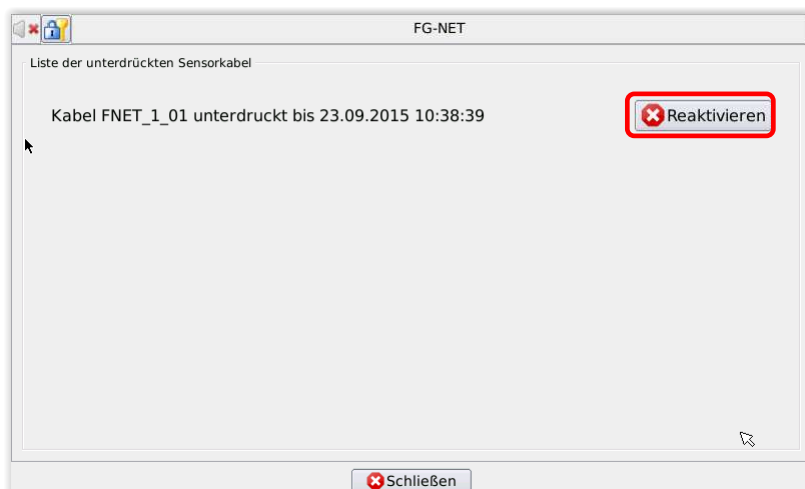 FG-NET
Liste der unterdrückten Sensorkabel
Kabel FNET_1_01 unterdruckt bis 23.09.2015 10:38:39
Reaktivieren
Schließen